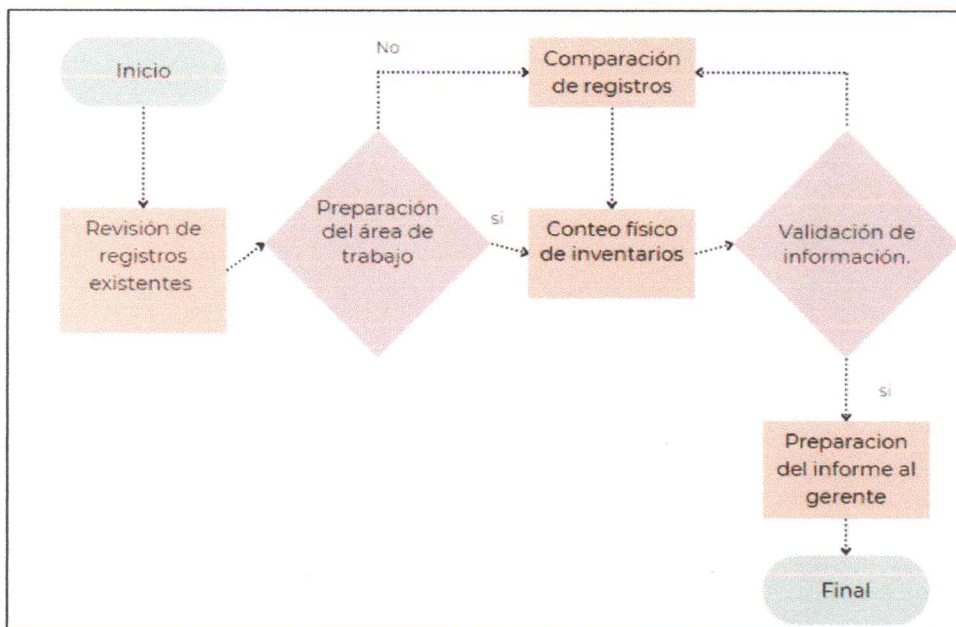 Inicio
No
Comparación
de registros
Revisión de
registros
existentes
Preparación
del área de
trabajo
si
Conteo físico
de inventarios
Validación de
información.
si
Preparacion
del informe al
gerente
Final